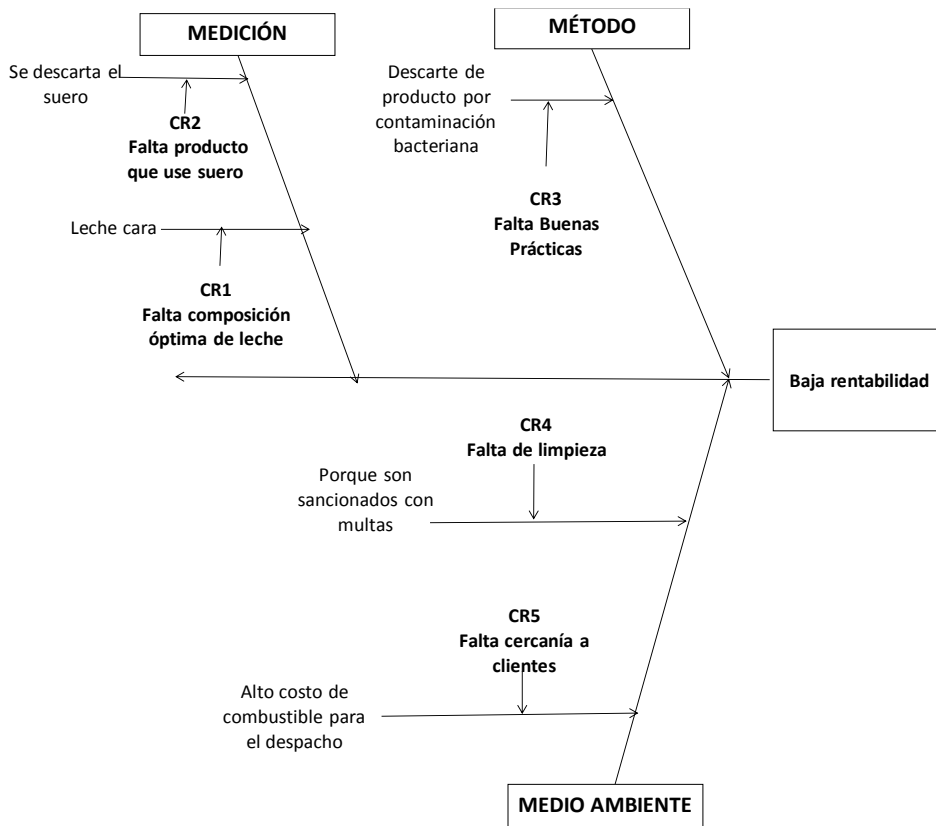 MEDICIÓN
MÉTODO
Se descarta el
suero
CR2
Falta producto
que use suero
Descarte de
producto por
contaminación
bacteriana
CR3
Falta Buenas
Prácticas
Leche cara
CR1
Falta composición
óptima de leche
Baja rentabilidad
CR4
Falta de limpieza
Porque son
sancionados con
multas
CR5
Falta cercanía a
clientes
Alto costo de
combustible para
el despacho
MEDIO AMBIENTE